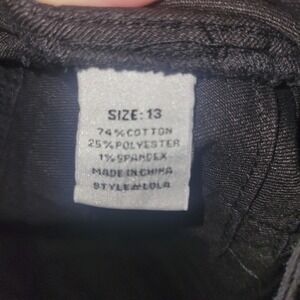 SIZE: 13
74%COTTON
25%POLYESTER
1%SPANDEX
MADE IN CHINA
STYLE#LOLA